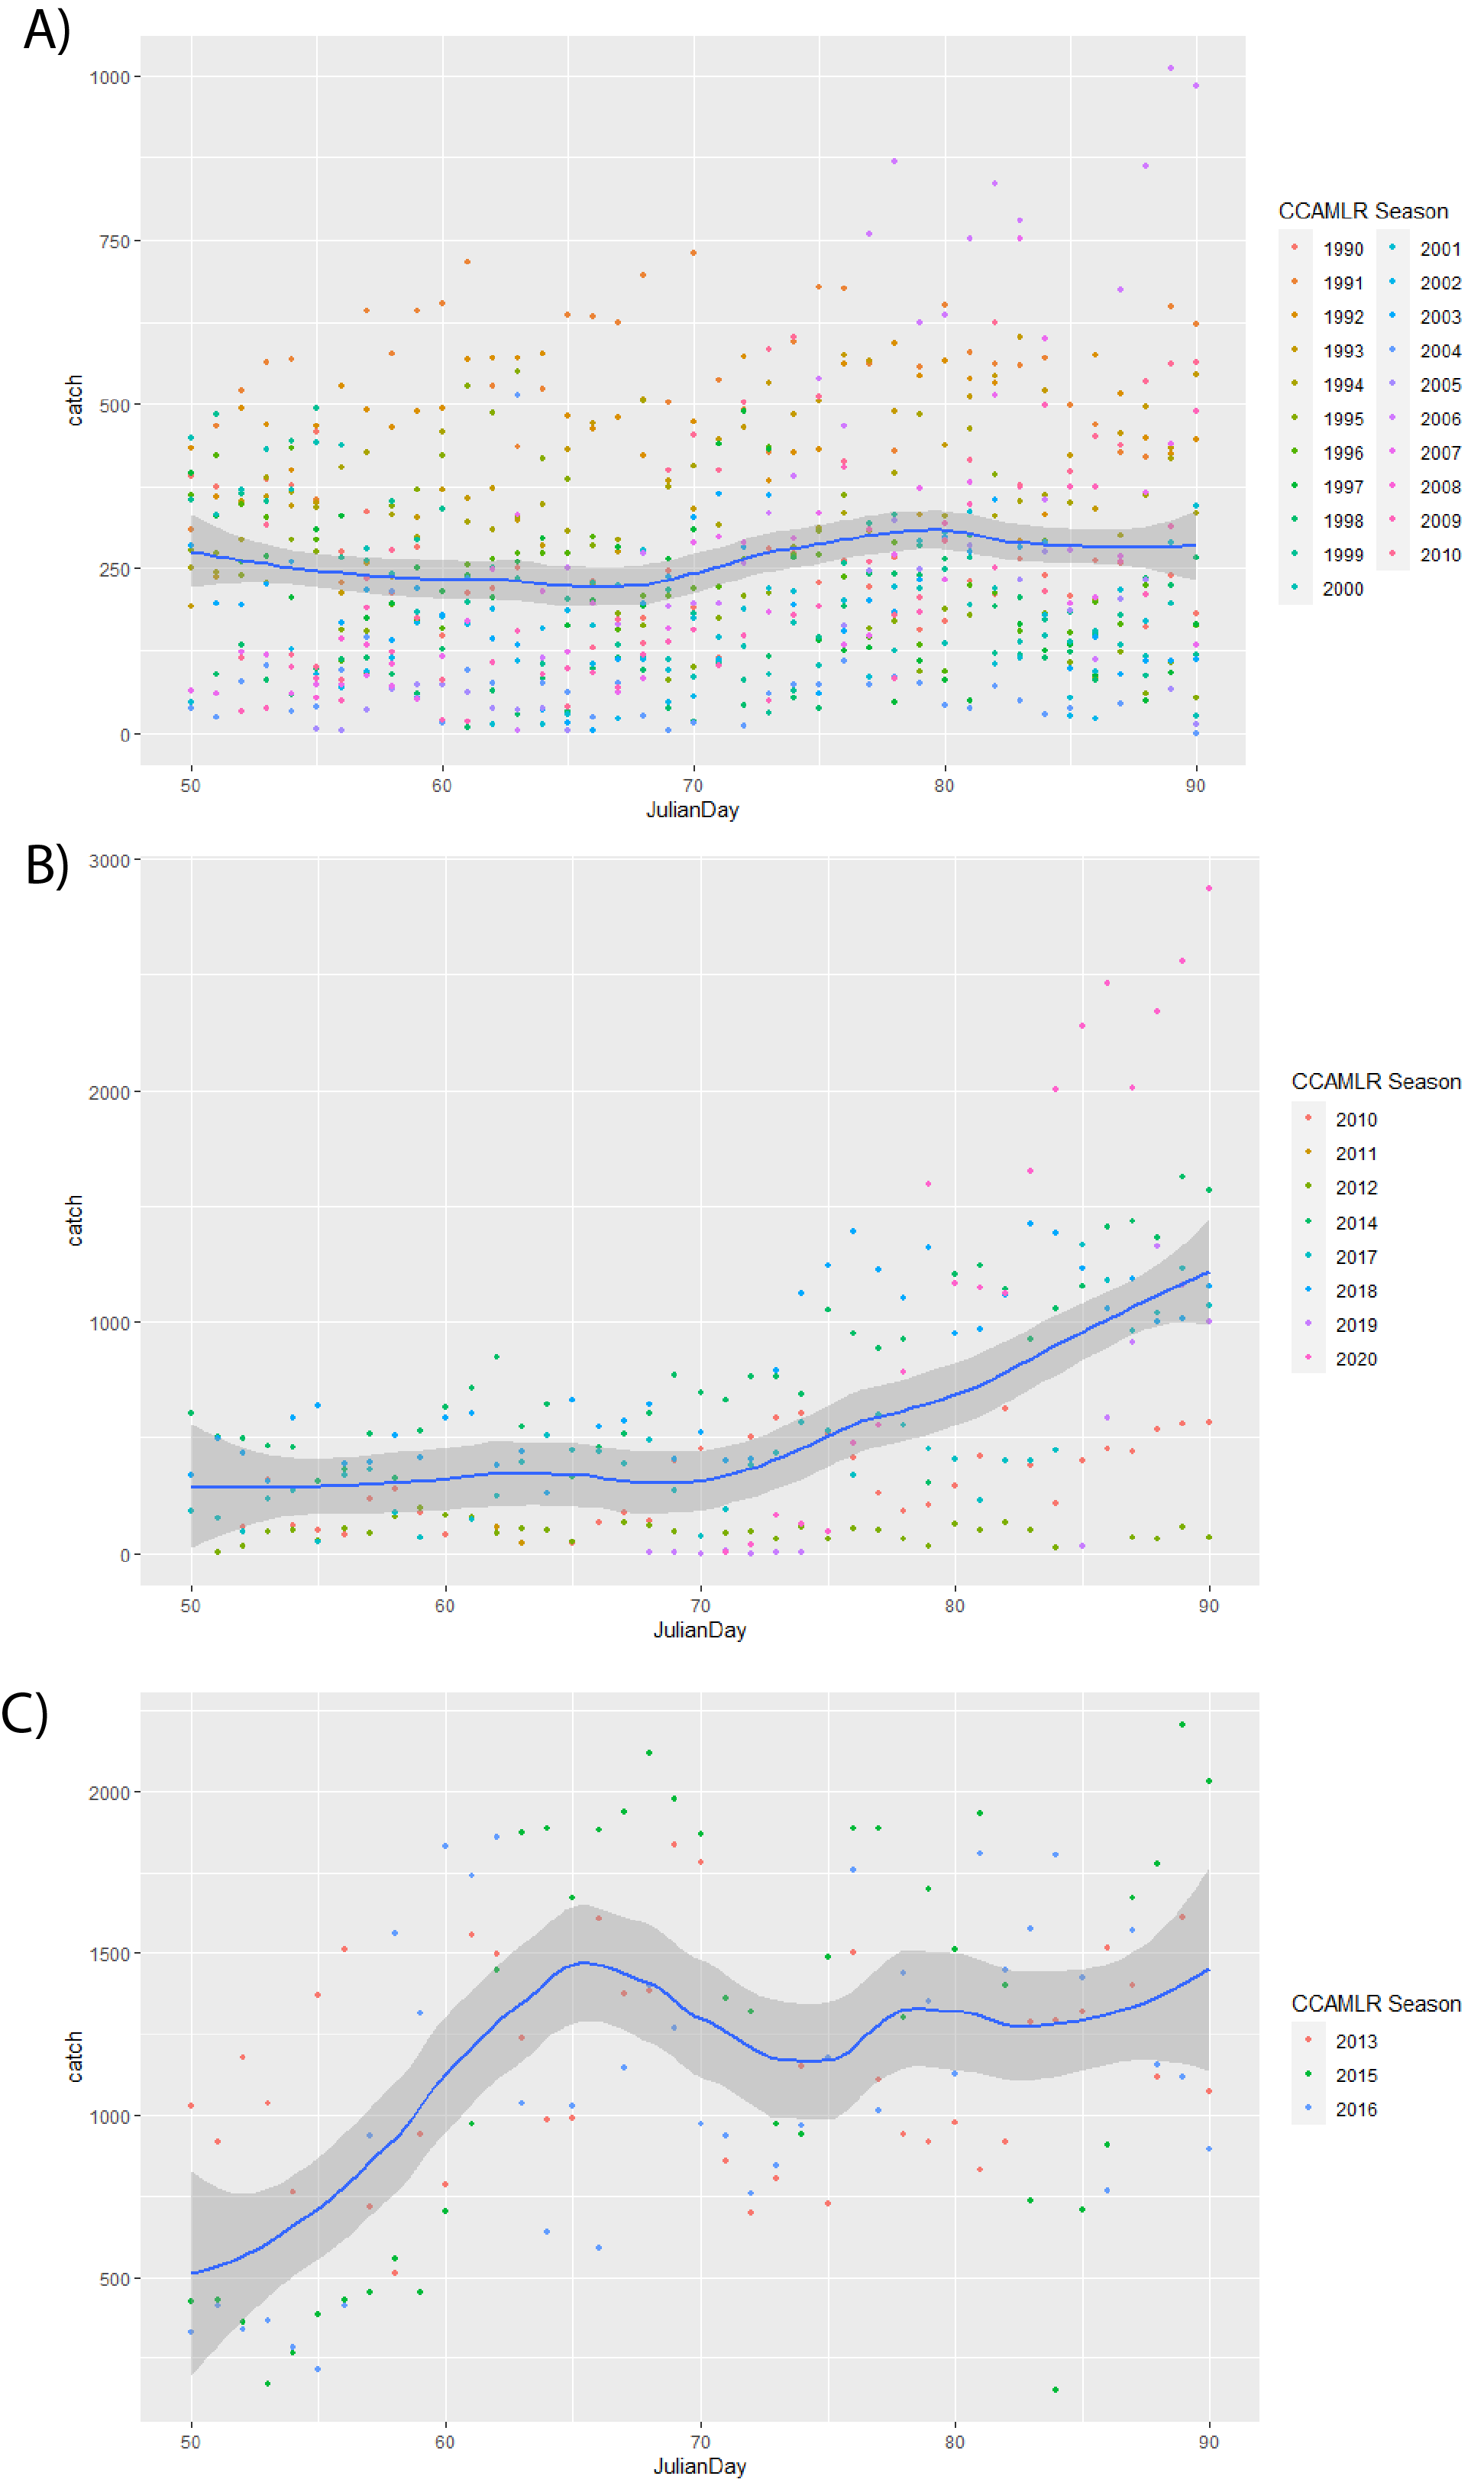 A)
1000
750
500
250
0
catch
50 60 70 80 90
JulianDay
CCAMLR Season
1990 2001
1991 2002
1992 2003
1993 2004
1994 2005
1995 2006
1996 2007
1997 2008
1998 2009
1999 2010
2000
B)
3000
2000
1000
0
catch
50 60 70 80 90
JulianDay
CCAMLR Season
2010
2011
2012
2014
2017
2018
2019
2020
C)
2000
1500
1000
500
catch
50 60 70 80 90
JulianDay
CCAMLR Season
2013
2015
2016